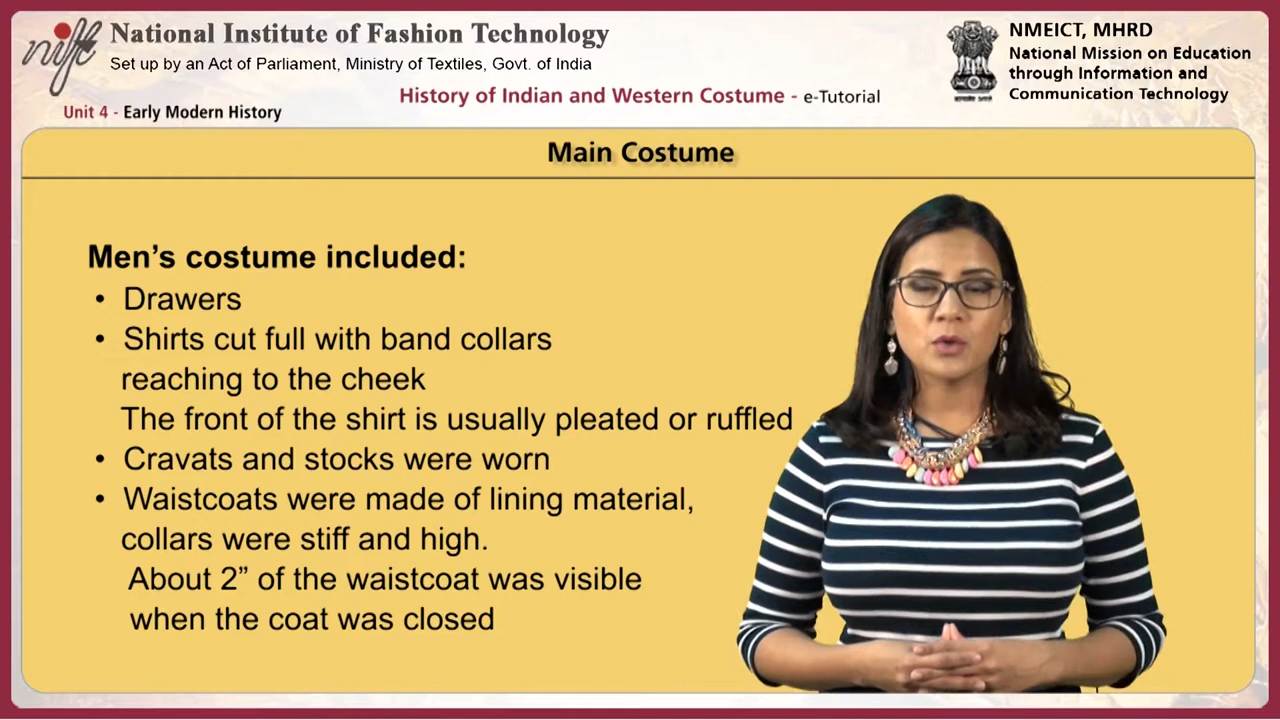 nift
National Institute of Fashion Technology
Set up by an Act of Parliament, Ministry of Textiles, Govt. of India
NMEICT, MHRD
National Mission on Education
through Information and
Communication Technology
History of Indian and Western Costume - e-Tutorial
Unit 4 - Early Modern History
Main Costume
Men’s costume included:
• Drawers
• Shirts cut full with band collars
reaching to the cheek
The front of the shirt is usually pleated or ruffled
• Cravats and stocks were worn
• Waistcoats were made of lining material,
collars were stiff and high.
About 2” of the waistcoat was visible
when the coat was closed